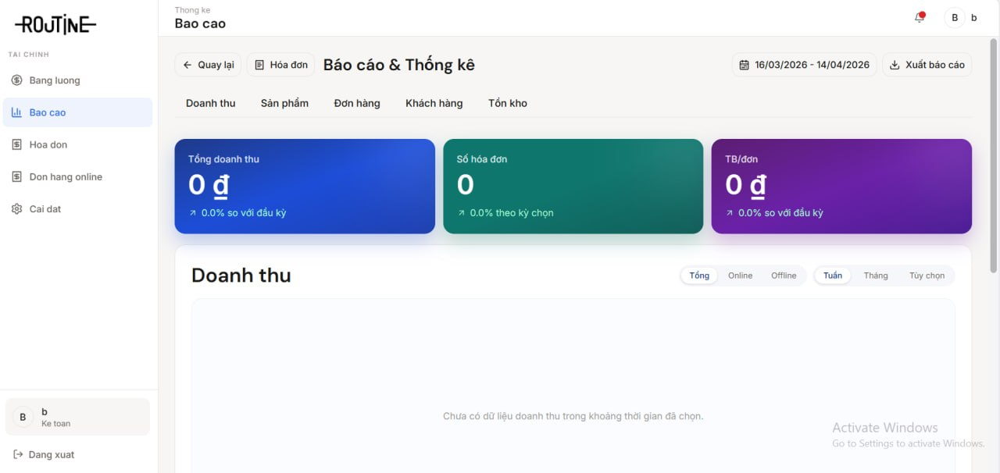 ROUTINE
TAI CHINH
Bang luong
Bao cao
Hoa don
Don hang online
Cai dat
b
B
Ke toan
Dang xuat
Thong ke
Bao cao
B b
Quay lại Hóa đơn Báo cáo & Thống kê 16/03/2026 - 14/04/2026 Xuất báo cáo
Doanh thu Sản phẩm Đơn hàng Khách hàng Tồn kho
Tổng doanh thu
0 ₫
0.0% so với đầu kỳ
Số hóa đơn
0
0.0% theo kỳ chọn
TB/đơn
0 ₫
0.0% so với đầu kỳ
Doanh thu Tổng Online Offline Tuần Tháng Tùy chọn
Chưa có dữ liệu doanh thu trong khoảng thời gian đã chọn.
Activate Windows
Go to Settings to activate Windows.